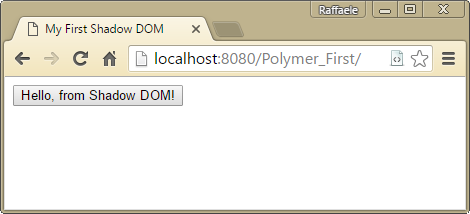 Raffaele
My First Shadow DOM
localhost:8080/Polymer_First/
Hello, from Shadow DOM!